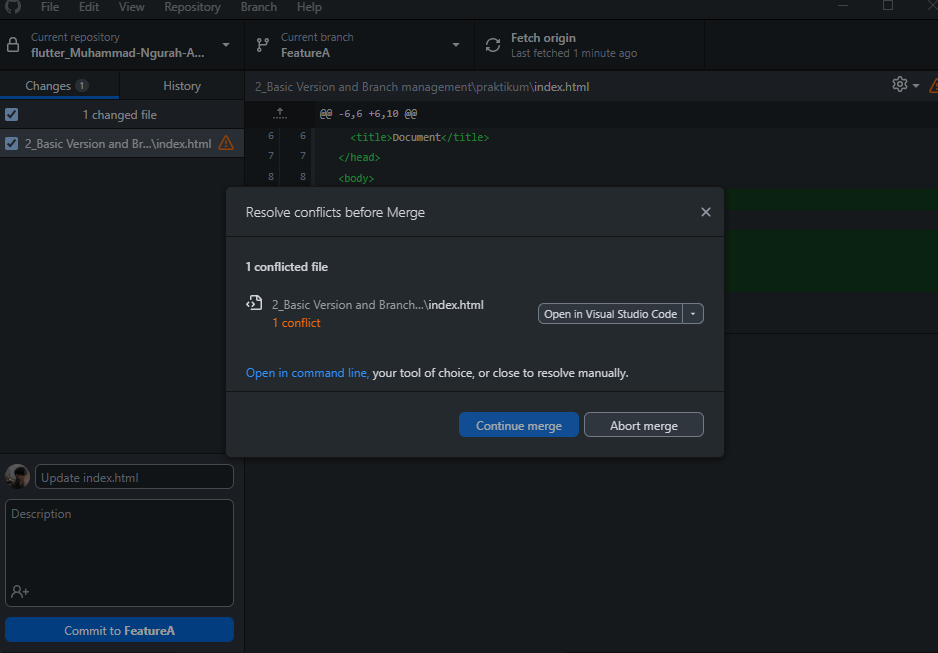 File Edit View Repository Branch Help
Current repository
flutter_Muhammad-Ngurah-A...
Current branch
FeatureA
Fetch origin
Last fetched 1 minute ago
Changes 1 History
2_Basic Version and Branch management\praktikum\index.html
1 changed file
@@ -6,6 +6,10 @@
2_Basic Version and Br...\index.html
6 6 <title>Document</title>
7 7 </head>
8 8 <body>
Resolve conflicts before Merge
1 conflicted file
2_Basic Version and Branch...\index.html
1 conflict
Open in Visual Studio Code
Open in command line, your tool of choice, or close to resolve manually.
Continue merge Abort merge
Update index.html
Description
Commit to FeatureA